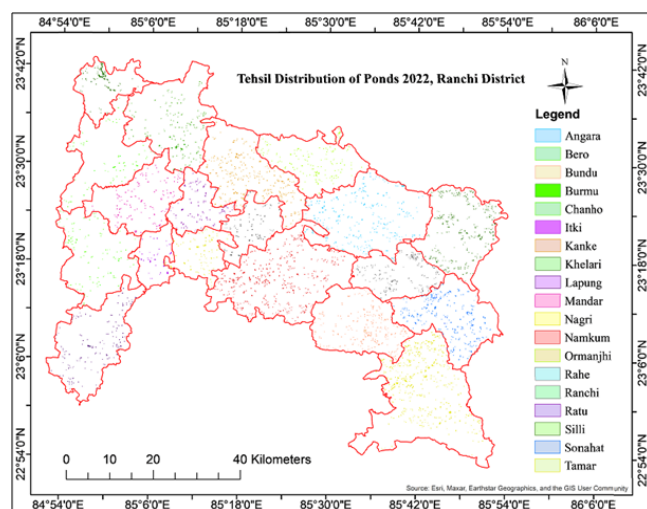 84°54'0"E 85°6'0"E 85°18'0"E 85°30'0"E 85°42'0"E 85°54'0"E 86°6'0"E
Tehsil Distribution of Ponds 2022, Ranchi District
N
23°42'0"N 23°42'0"N
23°30'0"N 23°30'0"N
23°18'0"N 23°18'0"N
23°6'0"N 23°6'0"N
22°54'0"N 22°54'0"N
Legend
Angara
Bero
Bundu
Burmu
Chanho
Itki
Kanke
Khelari
Lapung
Mandar
Nagri
Namkum
Ormanjhi
Rahe
Ranchi
Ratu
Silli
Sonahat
Tamar
0 10 20 40 Kilometers
Source: Esri, Maxar, Earthstar Geographics, and the GIS User Community
84°54'0"E 85°6'0"E 85°18'0"E 85°30'0"E 85°42'0"E 85°54'0"E 86°6'0"E